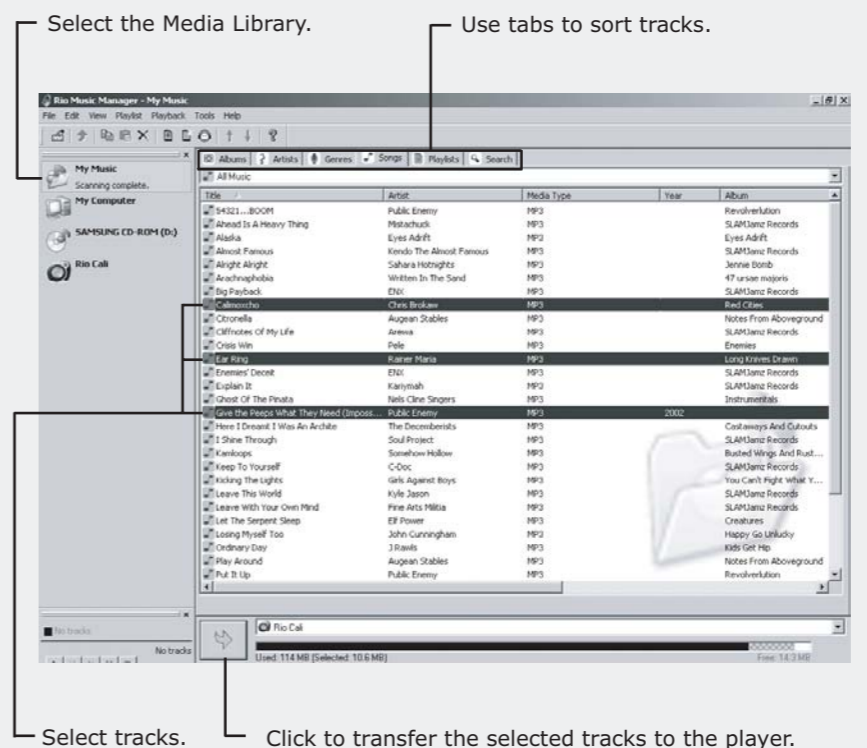 Select the Media Library.
Use tabs to sort tracks.
Rio Music Manager - My Music
File Edit View Playlist Playback Tools Help
Albums Artists Genres Songs Playlists Search
My Music
Scanning complete.
My Computer
SAMSUNG CD-ROM (D:)
Rio Cali
All Music
Title Artist Media Type Year Album
54321...BOOM Public Enemy MP3 Revolverlution
Ahead Is A Heavy Thing Mistachuck MP3 SLAMJamz Records
Alaska Eyes Adrift MP3 Eyes Adrift
Almost Famous Kendo The Almost Famous MP3 SLAMJamz Records
Alright Alright Sahara Hotnights MP3 Jennie Bomb
Arachnaphobia Written In The Sand MP3 47 ursae majoris
Big Payback ENX MP3 SLAMJamz Records
Calimoxcho Chris Brokaw MP3 Red Cities
Citronella Augean Stables MP3 Notes From Aboveground
Cliffnotes Of My Life Arewa MP3 SLAMJamz Records
Crisis Win Pele MP3 Enemies
Ear Ring Rainer Maria MP3 Long Knives Drawn
Enemies' Deceit ENX MP3 SLAMJamz Records
Explain It Kariymah MP3 SLAMJamz Records
Ghost Of The Pinata Nels Cline Singers MP3 Instrumentals
Give the Peeps What They Need (Imposs... Public Enemy MP3 2002
Here I Dreamt I Was An Archite The Decemberists MP3 Castaways And Cutouts
I Shine Through Soul Project MP3 SLAMJamz Records
Kamloops Somehow Hollow MP3 Busted Wings And Rust...
Keep To Yourself C-Doc MP3 SLAMJamz Records
Kicking The Lights Girls Against Boys MP3 You Can't Fight What Y...
Leave This World Kyle Jason MP3 SLAMJamz Records
Leave With Your Own Mind Fine Arts Militia MP3 SLAMJamz Records
Let The Serpent Sleep Elf Power MP3 Creatures
Losing Myself Too John Cunningham MP3 Happy Go Unlucky
Ordinary Day J Rawls MP3 Kids Get Hip
Play Around Augean Stables MP3 Notes From Aboveground
Put It Up Public Enemy MP3 Revolverlution
No tracks
No tracks
Rio Cali
Used: 114 MB (Selected: 10.6 MB) Free: 14.3 MB
Select tracks.
Click to transfer the selected tracks to the player.